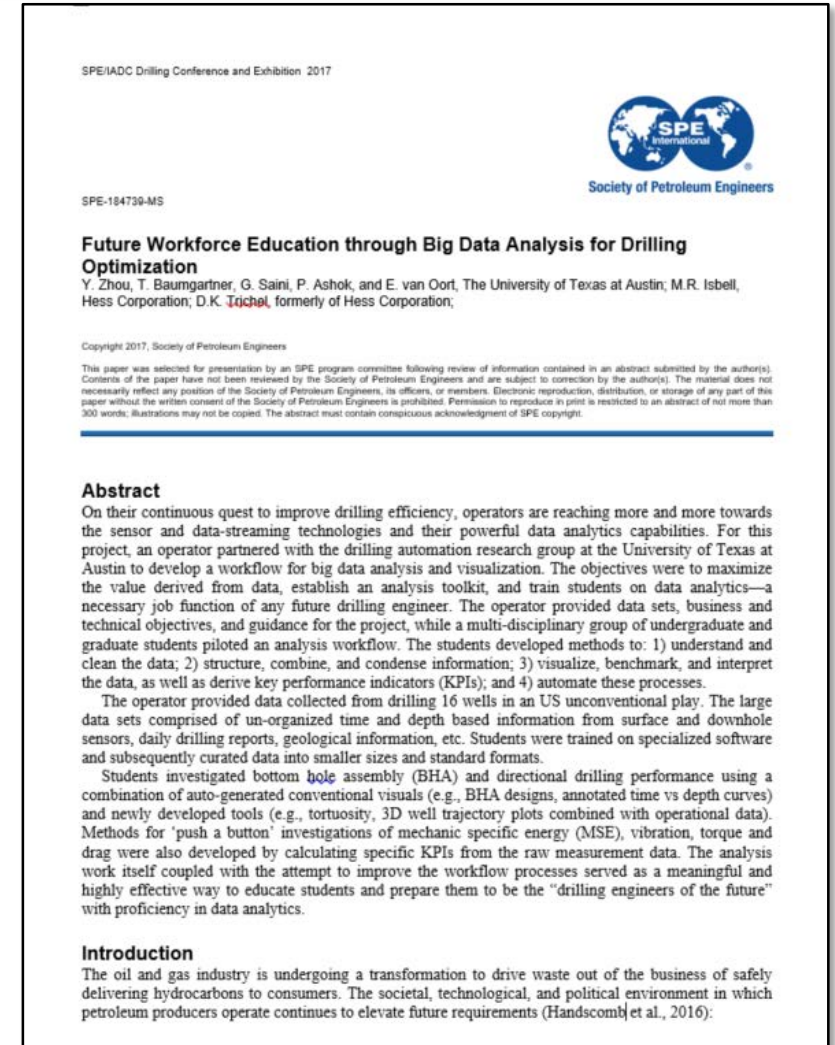 SPE/IADC Drilling Conference and Exhibition 2017
SPE
International
®
Society of Petroleum Engineers
SPE-184739-MS
Future Workforce Education through Big Data Analysis for Drilling
Optimization
Y. Zhou, T. Baumgartner, G. Saini, P. Ashok, and E. van Oort, The University of Texas at Austin; M.R. Isbell,
Hess Corporation; D.K. Trichel, formerly of Hess Corporation;
Copyright 2017, Society of Petroleum Engineers
This paper was selected for presentation by an SPE program committee following review of information contained in an abstract submitted by the author(s).
Contents of the paper have not been reviewed by the Society of Petroleum Engineers and are subject to correction by the author(s). The material does not
necessarily reflect any position of the Society of Petroleum Engineers, its officers, or members. Electronic reproduction, distribution, or storage of any part of this
paper without the written consent of the Society of Petroleum Engineers is prohibited. Permission to reproduce in print is restricted to an abstract of not more than
300 words; illustrations may not be copied. The abstract must contain conspicuous acknowledgment of SPE copyright.
Abstract
On their continuous quest to improve drilling efficiency, operators are reaching more and more towards
the sensor and data-streaming technologies and their powerful data analytics capabilities. For this
project, an operator partnered with the drilling automation research group at the University of Texas at
Austin to develop a workflow for big data analysis and visualization. The objectives were to maximize
the value derived from data, establish an analysis toolkit, and train students on data analytics—a
necessary job function of any future drilling engineer. The operator provided data sets, business and
technical objectives, and guidance for the project, while a multi-disciplinary group of undergraduate and
graduate students piloted an analysis workflow. The students developed methods to: 1) understand and
clean the data; 2) structure, combine, and condense information; 3) visualize, benchmark, and interpret
the data, as well as derive key performance indicators (KPIs); and 4) automate these processes.
The operator provided data collected from drilling 16 wells in an US unconventional play. The large
data sets comprised of un-organized time and depth based information from surface and downhole
sensors, daily drilling reports, geological information, etc. Students were trained on specialized software
and subsequently curated data into smaller sizes and standard formats.
Students investigated bottom hole assembly (BHA) and directional drilling performance using a
combination of auto-generated conventional visuals (e.g., BHA designs, annotated time vs depth curves)
and newly developed tools (e.g., tortuosity, 3D well trajectory plots combined with operational data).
Methods for ‘push a button’ investigations of mechanic specific energy (MSE), vibration, torque and
drag were also developed by calculating specific KPIs from the raw measurement data. The analysis
work itself coupled with the attempt to improve the workflow processes served as a meaningful and
highly effective way to educate students and prepare them to be the “drilling engineers of the future”
with proficiency in data analytics.
Introduction
The oil and gas industry is undergoing a transformation to drive waste out of the business of safely
delivering hydrocarbons to consumers. The societal, technological, and political environment in which
petroleum producers operate continues to elevate future requirements (Handscomb et al., 2016):